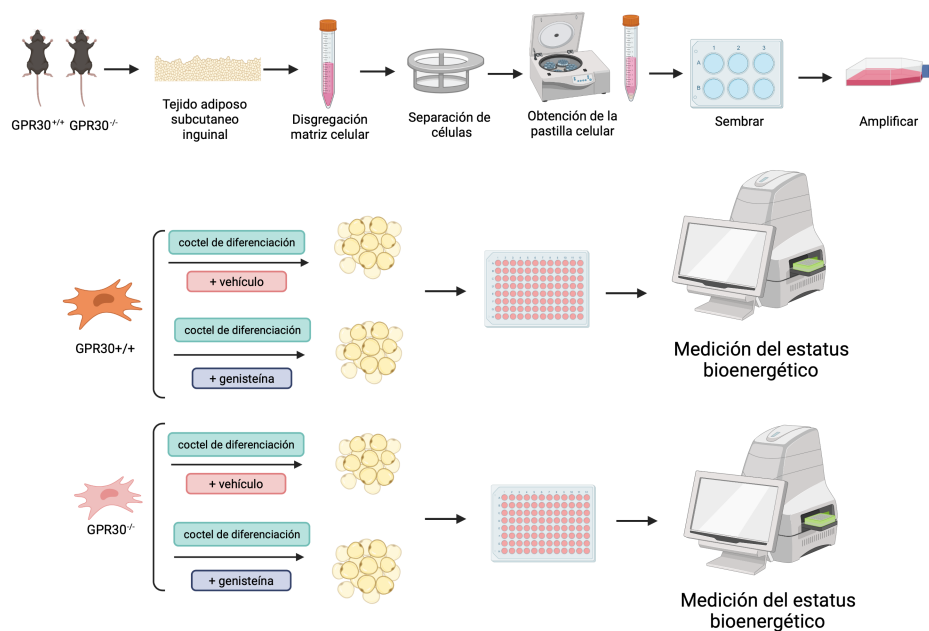 GPR30+/+ GPR30-/-
Tejido adiposo
subcutaneo
inguinal
Disgregación
matriz celular
Separación de
células
Obtención de la
pastilla celular
1 2 3
A
B
Sembrar
Amplificar
coctel de diferenciación
+ vehículo
GPR30+/+
coctel de diferenciación
+ genisteína
Medición del estatus
bioenergético
coctel de diferenciación
+ vehículo
GPR30-/-
coctel de diferenciación
+ genisteína
Medición del estatus
bioenergético